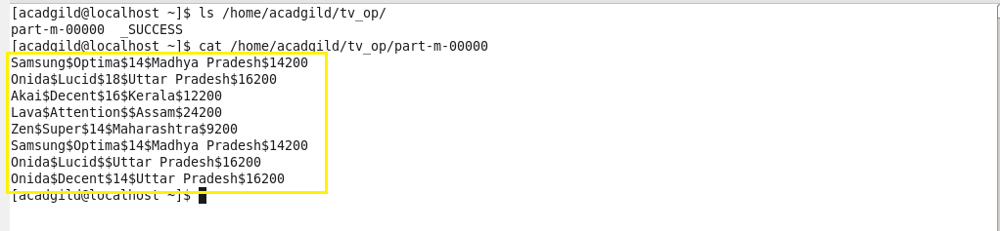 [acadgild@localhost ~]$ ls /home/acadgild/tv_op/
part-m-00000  _SUCCESS
[acadgild@localhost ~]$ cat /home/acadgild/tv_op/part-m-00000
Samsung$Optima$14$Madhya Pradesh$14200
Onida$Lucid$18$Uttar Pradesh$16200
Akai$Decent$16$Kerala$12200
Lava$Attention$$Assam$24200
Zen$Super$14$Maharashtra$9200
Samsung$Optima$14$Madhya Pradesh$14200
Onida$Lucid$$Uttar Pradesh$16200
Onida$Decent$14$Uttar Pradesh$16200
[acadgild@localhost ~]$